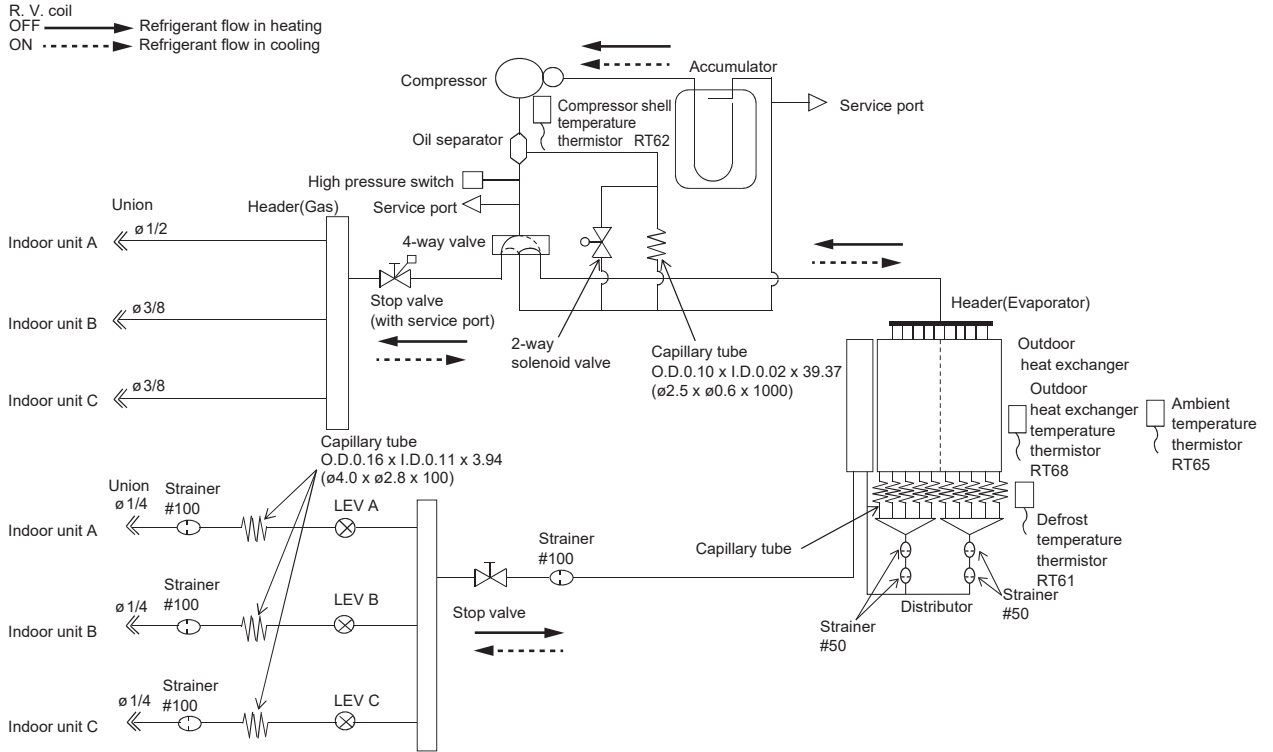 R. V. coil
OFF Refrigerant flow in heating
ON Refrigerant flow in cooling
Compressor
Accumulator
Service port
Compressor shell
temperature
thermistor RT62
Oil separator
High pressure switch
Service port
4-way valve
Union
Header(Gas)
Indoor unit A
ø1/2
Indoor unit B
ø3/8
Indoor unit C
ø3/8
Stop valve
(with service port)
2-way
solenoid valve
Capillary tube
O.D.0.10 x I.D.0.02 x 39.37
(ø2.5 x ø0.6 x 1000)
Header(Evaporator)
Outdoor
heat exchanger
Outdoor
heat exchanger
temperature
thermistor
RT68
Ambient
temperature
thermistor
RT65
Capillary tube
O.D.0.16 x I.D.0.11 x 3.94
(ø4.0 x ø2.8 x 100)
Union
ø1/4
Strainer
#100
LEV A
Indoor unit A
ø1/4
Strainer
#100
LEV B
Indoor unit B
ø1/4
Strainer
#100
LEV C
Indoor unit C
Stop valve
Strainer
#100
Capillary tube
Defrost
temperature
thermistor
RT61
Distributor
Strainer
#50
Strainer
#50